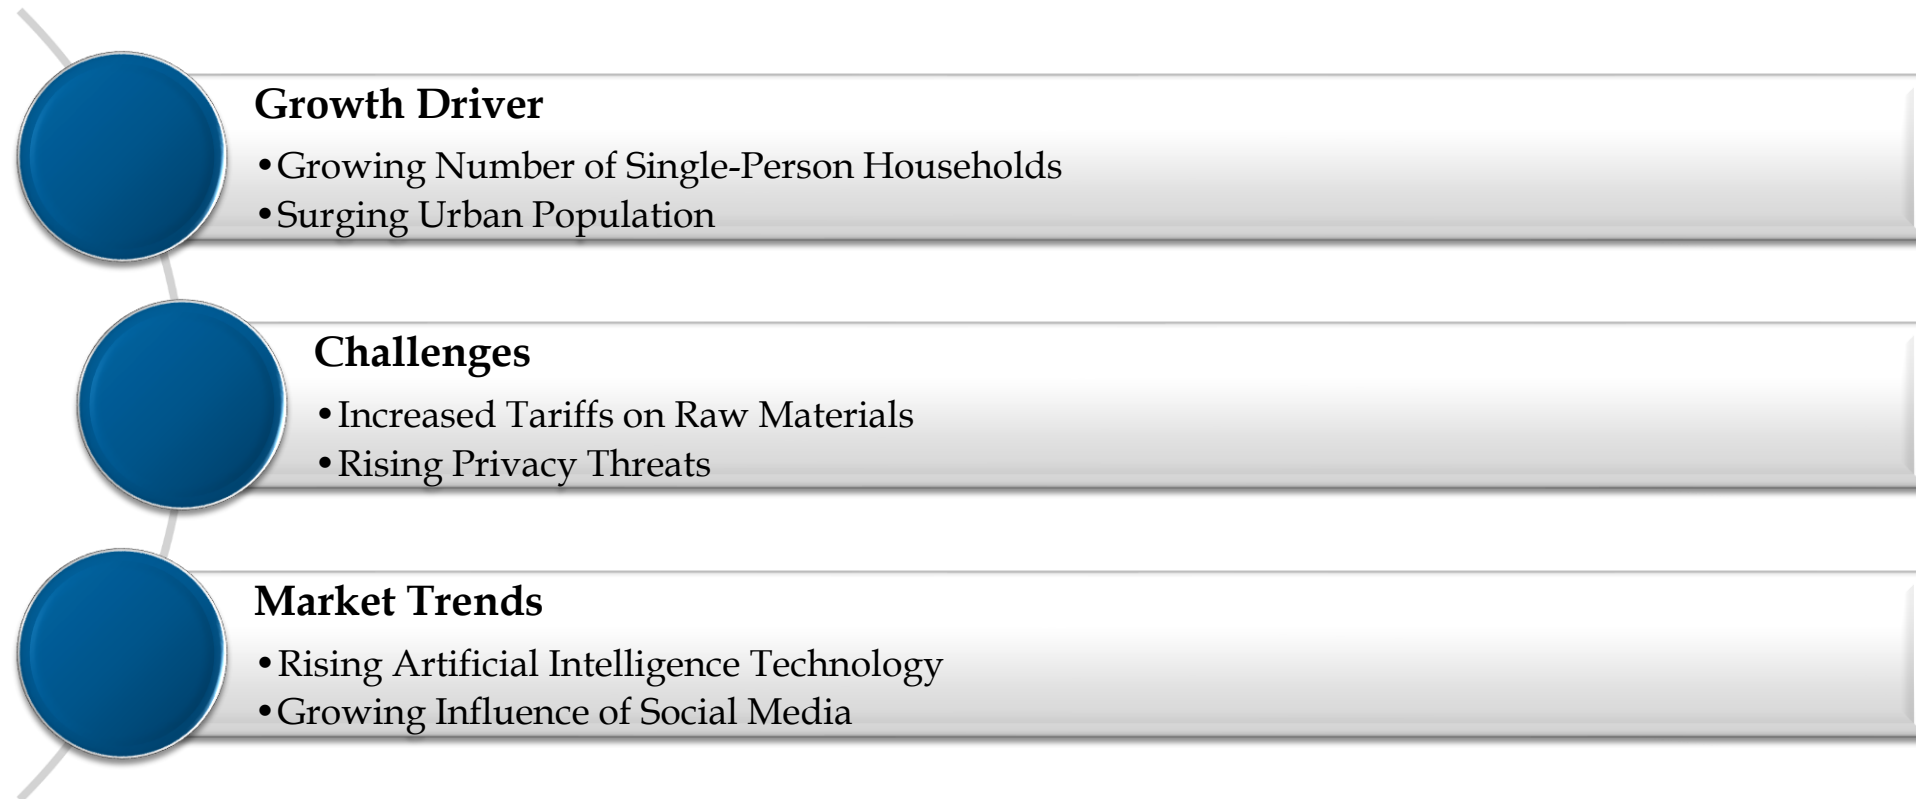 Growth Driver
•Growing Number of Single-Person Households
•Surging Urban Population
Challenges
•Increased Tariffs on Raw Materials
•Rising Privacy Threats
Market Trends
•Rising Artificial Intelligence Technology
•Growing Influence of Social Media